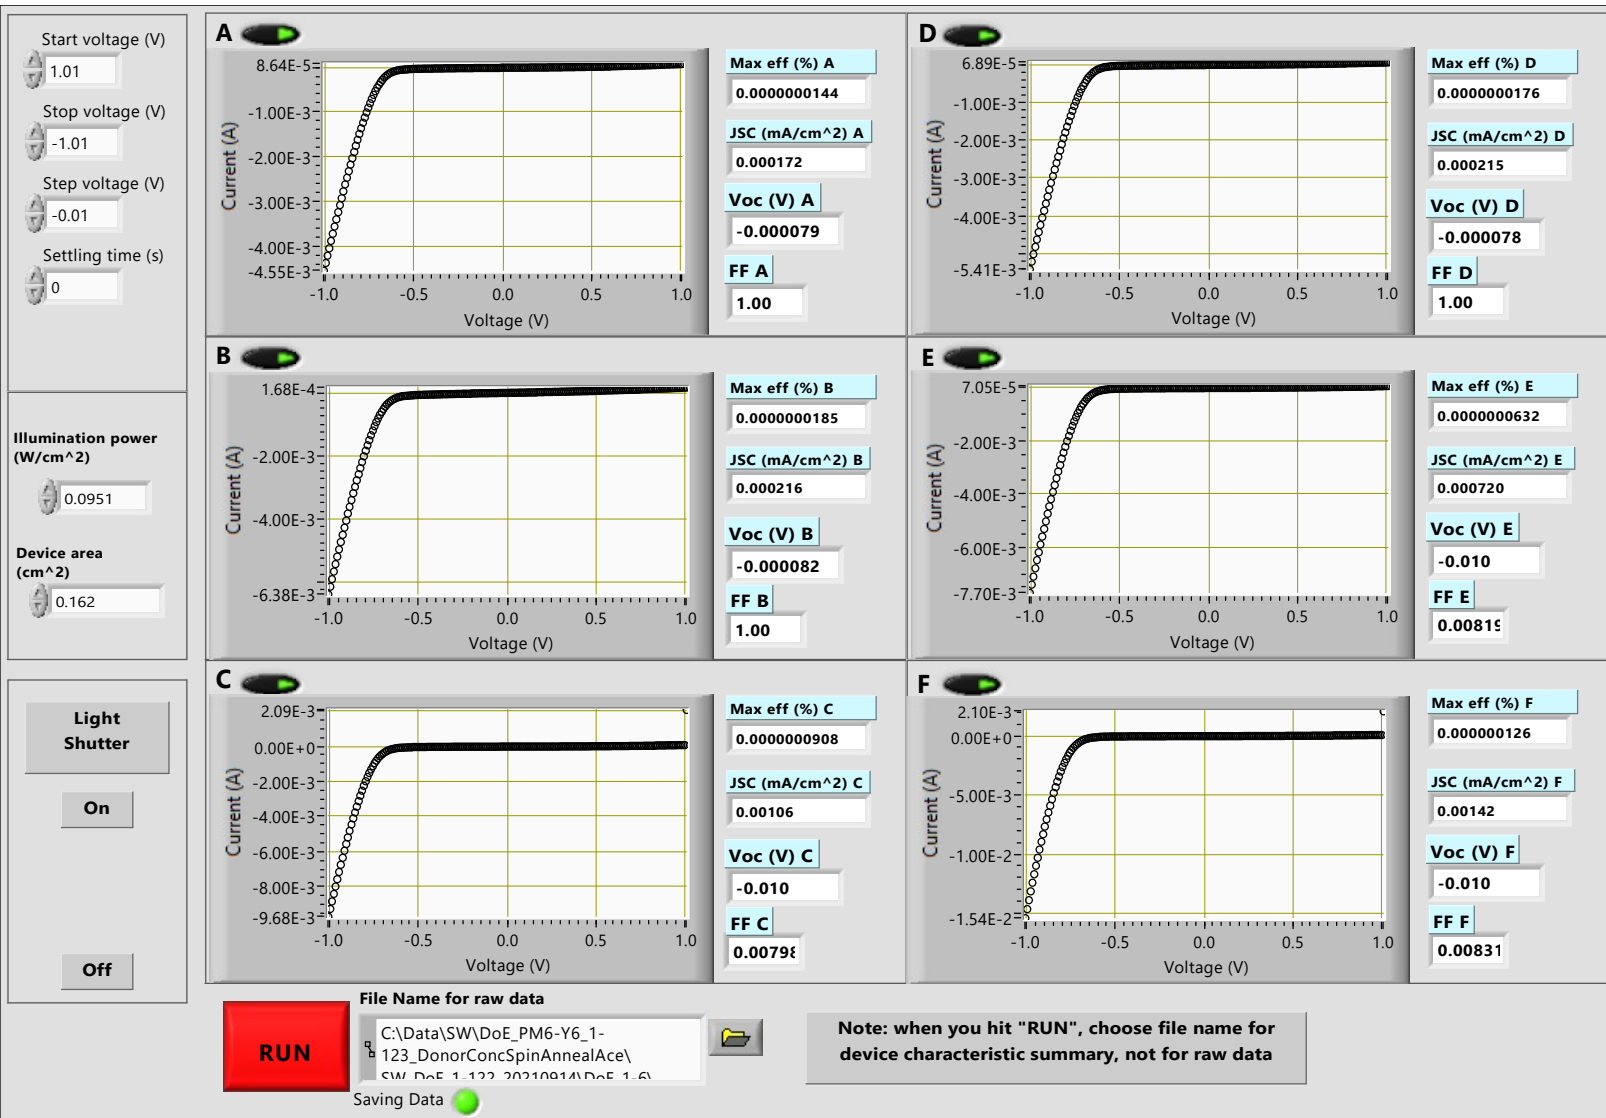 Start voltage (V)
1.01
Stop voltage (V)
-1.01
Step voltage (V)
-0.01
Settling time (s)
0
Illumination power
(W/cm^2)
0.0951
Device area
(cm^2)
0.162
Light
Shutter
On
Off
A
8.64E-5
-1.00E-3
-2.00E-3
-3.00E-3
-4.00E-3
-4.55E-3
Current (A)
-1.0 -0.5 0.0 0.5 1.0
Voltage (V)
Max eff (%) A
0.0000000144
JSC (mA/cm^2) A
0.000172
Voc (V) A
-0.000079
FF A
1.00
D
6.89E-5
-1.00E-3
-2.00E-3
-3.00E-3
-4.00E-3
-5.41E-3
Current (A)
-1.0 -0.5 0.0 0.5 1.0
Voltage (V)
Max eff (%) D
0.0000000176
JSC (mA/cm^2) D
0.000215
Voc (V) D
-0.000078
FF D
1.00
B
1.68E-4
-2.00E-3
-4.00E-3
-6.38E-3
Current (A)
-1.0 -0.5 0.0 0.5 1.0
Voltage (V)
Max eff (%) B
0.0000000185
JSC (mA/cm^2) B
0.000216
Voc (V) B
-0.000082
FF B
1.00
E
7.05E-5
-2.00E-3
-4.00E-3
-6.00E-3
-7.70E-3
Current (A)
-1.0 -0.5 0.0 0.5 1.0
Voltage (V)
Max eff (%) E
0.0000000632
JSC (mA/cm^2) E
0.000720
Voc (V) E
-0.010
FF E
0.00819
C
2.09E-3
0.00E+0
-2.00E-3
-4.00E-3
-6.00E-3
-8.00E-3
-9.68E-3
Current (A)
-1.0 -0.5 0.0 0.5 1.0
Voltage (V)
Max eff (%) C
0.0000000908
JSC (mA/cm^2) C
0.00106
Voc (V) C
-0.010
FF C
0.00798
F
2.10E-3
0.00E+0
-5.00E-3
-1.00E-2
-1.54E-2
Current (A)
-1.0 -0.5 0.0 0.5 1.0
Voltage (V)
Max eff (%) F
0.000000126
JSC (mA/cm^2) F
0.00142
Voc (V) F
-0.010
FF F
0.00831
RUN
File Name for raw data
C:\Data\SW\DoE_PM6-Y6_1-
123_DonorConcSpinAnnealAce\
SW_DoE_1-122_20210914\DoE_1-6\
Saving Data
Note: when you hit "RUN", choose file name for
device characteristic summary, not for raw data